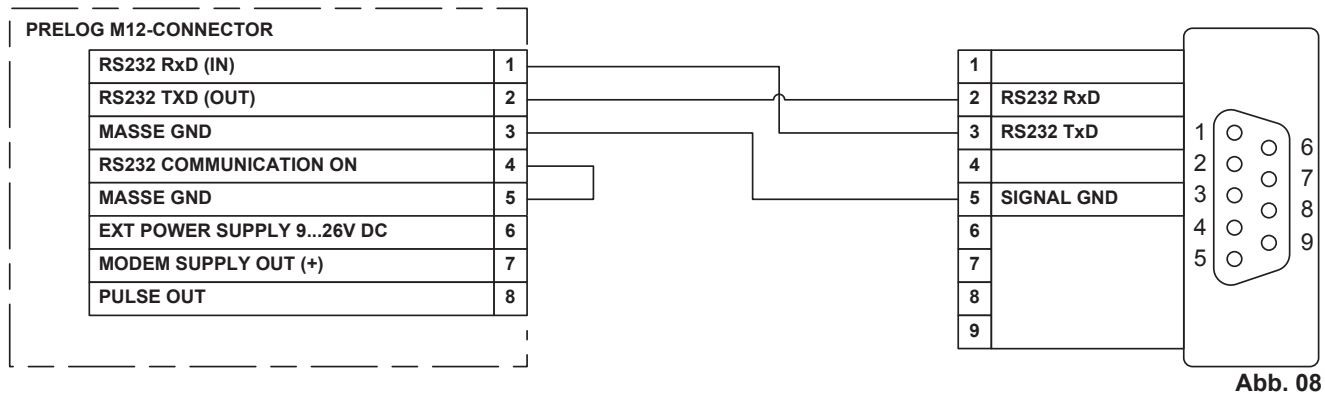 PRELOG M12-CONNECTOR
RS232 RxD (IN) 1
RS232 TXD (OUT) 2
MASSE GND 3
RS232 COMMUNICATION ON 4
MASSE GND 5
EXT POWER SUPPLY 9...26V DC 6
MODEM SUPPLY OUT (+) 7
PULSE OUT 8
1
2 RS232 RxD
3 RS232 TxD
4
5 SIGNAL GND
6
7
8
9
1
2
3
4
5
6
7
8
9
Abb. 08